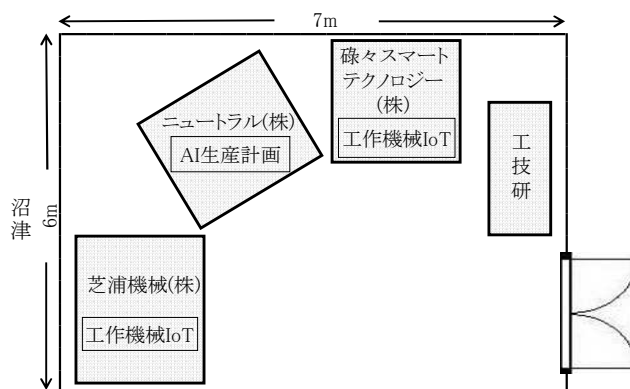 7m
碌々スマート
テクノロジー
(株)
工作機械IoT
ニュートラル(株)
AI生産計画
工技研
沼津
6m
芝浦機械(株)
工作機械IoT